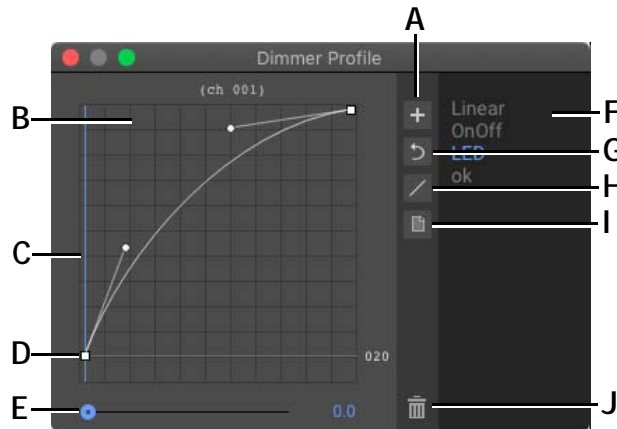 A
Dimmer Profile
(ch 001)
B
C
D
E
020
0.0
Linear
OnOff
LED
ok
F
G
H
I
J